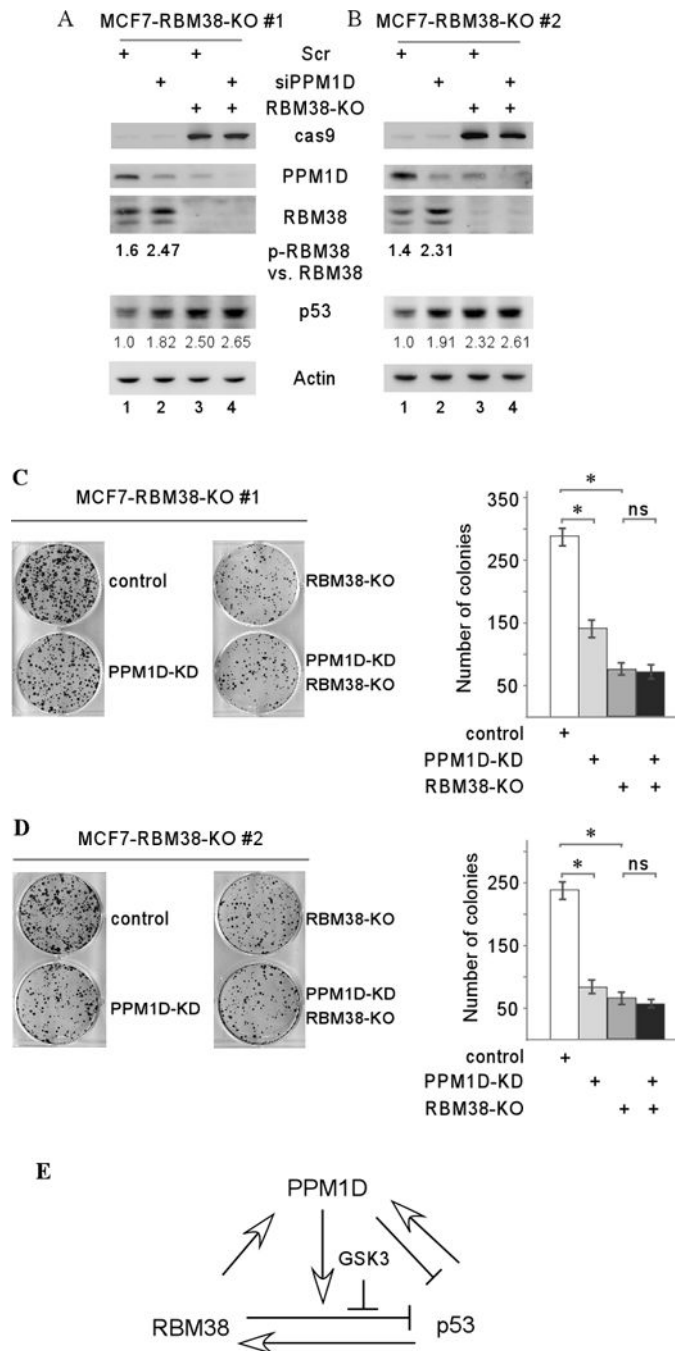 A MCF7-RBM38-KO #1 B MCF7-RBM38-KO #2
+ + Scr + +
+ + siPPM1D + +
+ + RBM38-KO + +
cas9
PPM1D
RBM38
1.6 2.47 p-RBM38 1.4 2.31
vs. RBM38
p53
1.0 1.82 2.50 2.65 1.0 1.91 2.32 2.61
Actin
1 2 3 4 1 2 3 4
C
MCF7-RBM38-KO #1
control
RBM38-KO
PPM1D-KD
PPM1D-KD
RBM38-KO
Number of colonies
350
250
150
50
*
*
ns
control +
PPM1D-KD + +
RBM38-KO + +
D
MCF7-RBM38-KO #2
control
RBM38-KO
PPM1D-KD
PPM1D-KD
RBM38-KO
Number of colonies
250
150
50
*
*
ns
control +
PPM1D-KD + +
RBM38-KO + +
E
PPM1D
GSK3
RBM38 p53